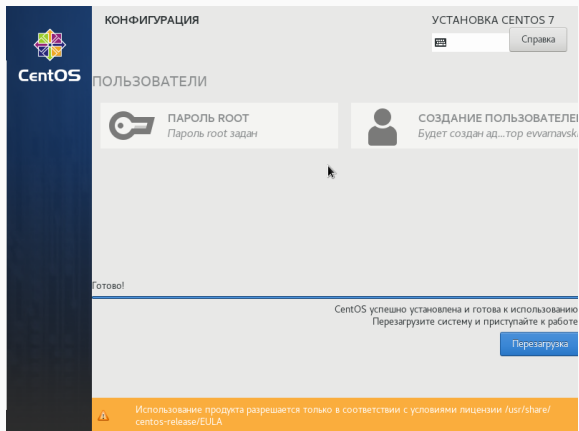 КОНФИГУРАЦИЯ
УСТАНОВКА CENTOS 7
Справка
CentOS
ПОЛЬЗОВАТЕЛИ
ПАРОЛЬ ROOT
Пароль root задан
СОЗДАНИЕ ПОЛЬЗОВАТЕЛЕ
Будет создан ад...тор evvarnavsk
Готово!
CentOS успешно установлена и готова к использованию
Перезагрузите систему и приступайте к работе
Перезагрузка
Использование продукта разрешается только в соответствии с условиями лицензии /usr/share/
centos-release/EULA